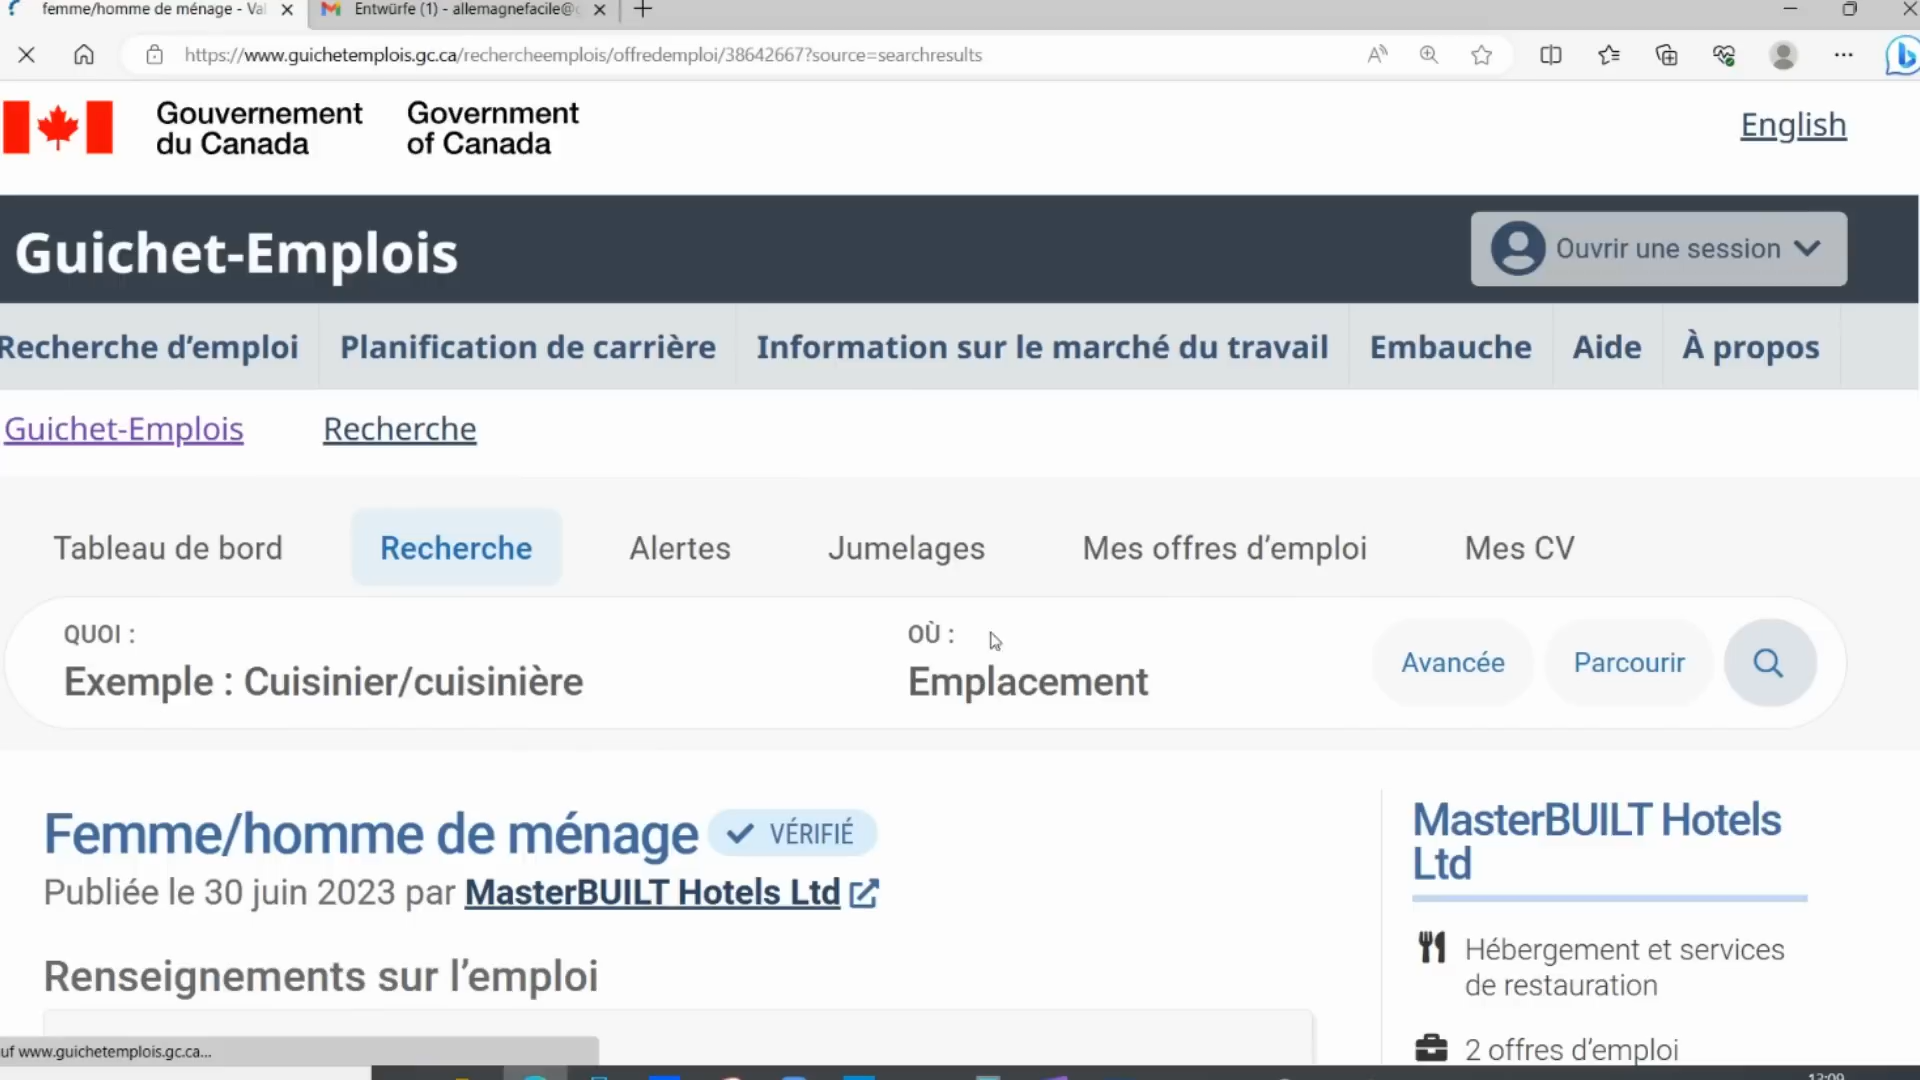 femme/homme de ménage - Va
Entwürfe (1) - allemagnefacile@
https://www.guichetemplois.gc.ca/rechercheemplois/offredemploi/38642667?source=searchresults
Gouvernement du Canada
Government of Canada
English
Guichet-Emplois
Ouvrir une session
Recherche d'emploi
Planification de carrière
Information sur le marché du travail
Embauche
Aide
À propos
Guichet-Emplois
Recherche
Tableau de bord
Recherche
Alertes
Jumelages
Mes offres d'emploi
Mes CV
QUOI :
Exemple : Cuisinier/cuisinière
OÙ :
Emplacement
Avancée
Parcourir
Femme/homme de ménage
VÉRIFIÉ
Publiée le 30 juin 2023 par MasterBUILT Hotels Ltd
Renseignements sur l'emploi
MasterBUILT Hotels
Ltd
Hébergement et services
de restauration
2 offres d'emploi
uf www.guichetemplois.gc.ca...